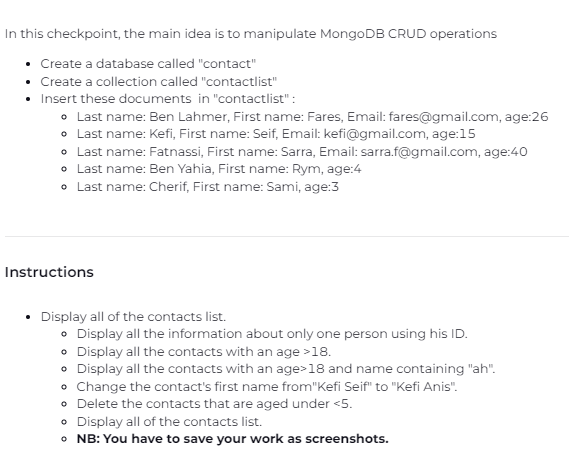 In this checkpoint, the main idea is to manipulate MongoDB CRUD operations
Create a database called "contact"
Create a collection called "contactlist"
Insert these documents in "contactlist" :
Last name: Ben Lahmer, First name: Fares, Email: fares@gmail.com, age:26
Last name: Kefi, First name: Seif, Email: kefi@gmail.com, age:15
Last name: Fatnassi, First name: Sarra, Email: sarra.f@gmail.com, age:40
Last name: Ben Yahia, First name: Rym, age:4
Last name: Cherif, First name: Sami, age:3
Instructions
Display all of the contacts list.
Display all the information about only one person using his ID.
Display all the contacts with an age >18.
Display all the contacts with an age>18 and name containing "ah".
Change the contact's first name from"Kefi Seif" to "Kefi Anis".
Delete the contacts that are aged under <5.
Display all of the contacts list.
NB: You have to save your work as screenshots.